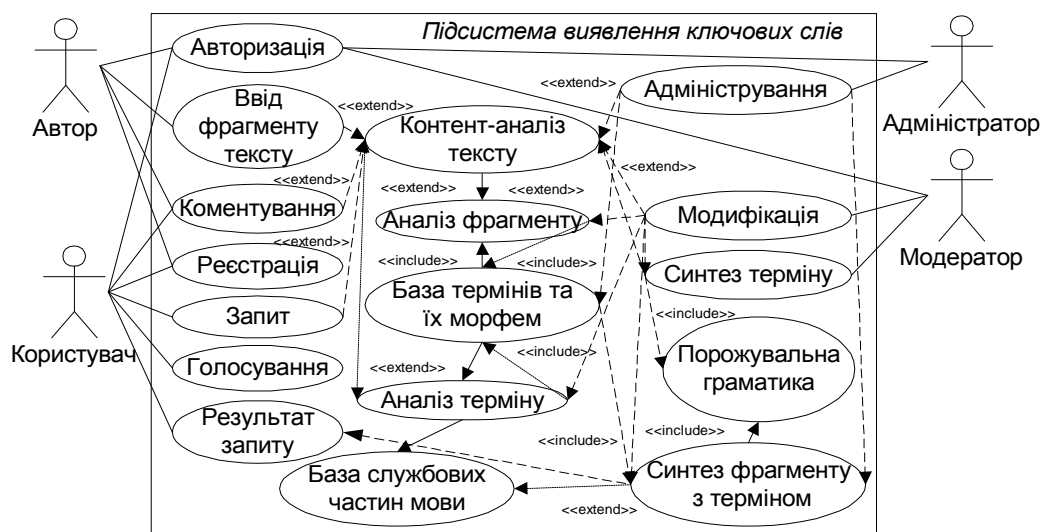 Підсистема виявлення ключових слів
Автор
Користувач
Адміністратор
Модератор
Авторизація
Ввід
фрагменту
тексту
<<extend>>
Коментування
<<extend>>
Реєстрація
<<extend>>
Запит
Голосування
Результат
запиту
Контент-аналіз
тексту
<<extend>>
<<extend>>
Аналіз фрагменту
<<include>>
<<include>>
База термінів та
їх морфем
<<extend>>
<<include>>
Аналіз терміну
База службових
частин мови
<<extend>>
Адміністрування
<<extend>>
Модифікація
Синтез терміну
<<include>>
Порожувальна
граматика
<<include>>
<<include>>
Синтез фрагменту
з терміном
<<extend>>